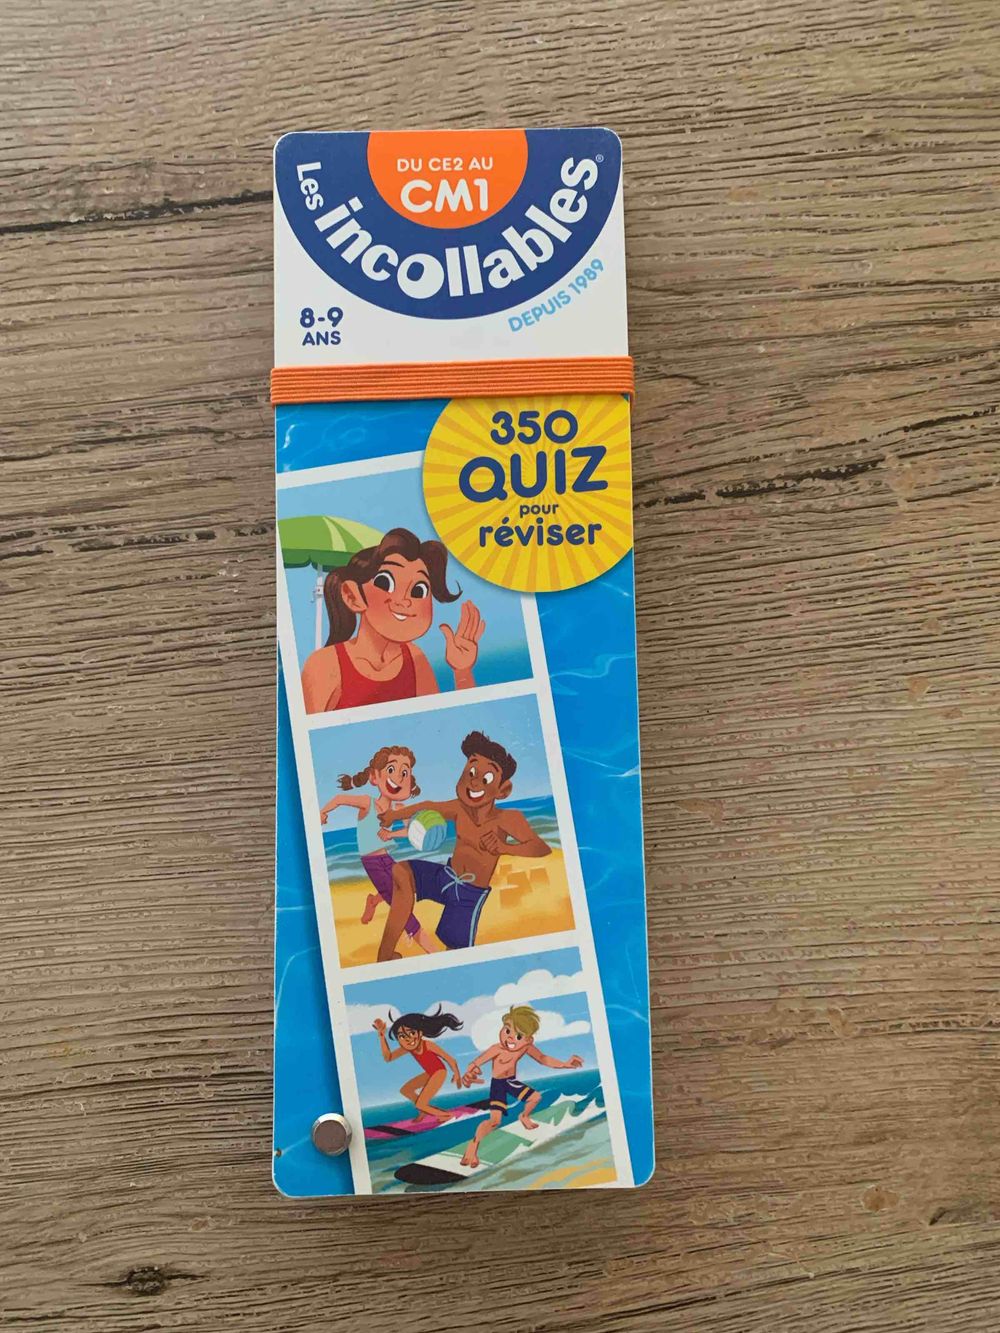 DU CE2 AU
CM1
Les incollables®
DEPUIS 1989
8-9
ANS
350
QUIZ
pour
réviser